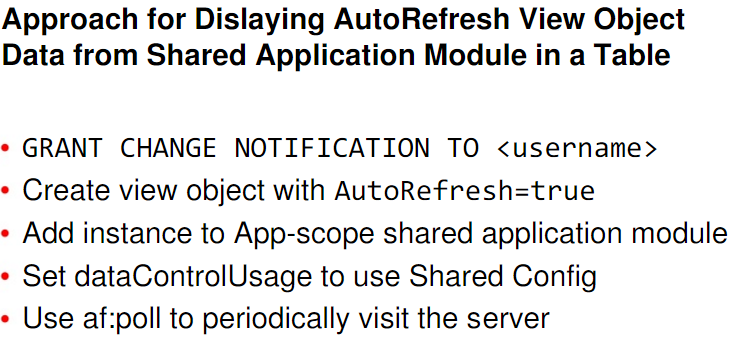 Approach for Dislaying AutoRefresh View Object
Data from Shared Application Module in a Table
• GRANT CHANGE NOTIFICATION TO <username>
• Create view object with AutoRefresh=true
• Add instance to App-scope shared application module
• Set dataControlUsage to use Shared Config
• Use af:poll to periodically visit the server